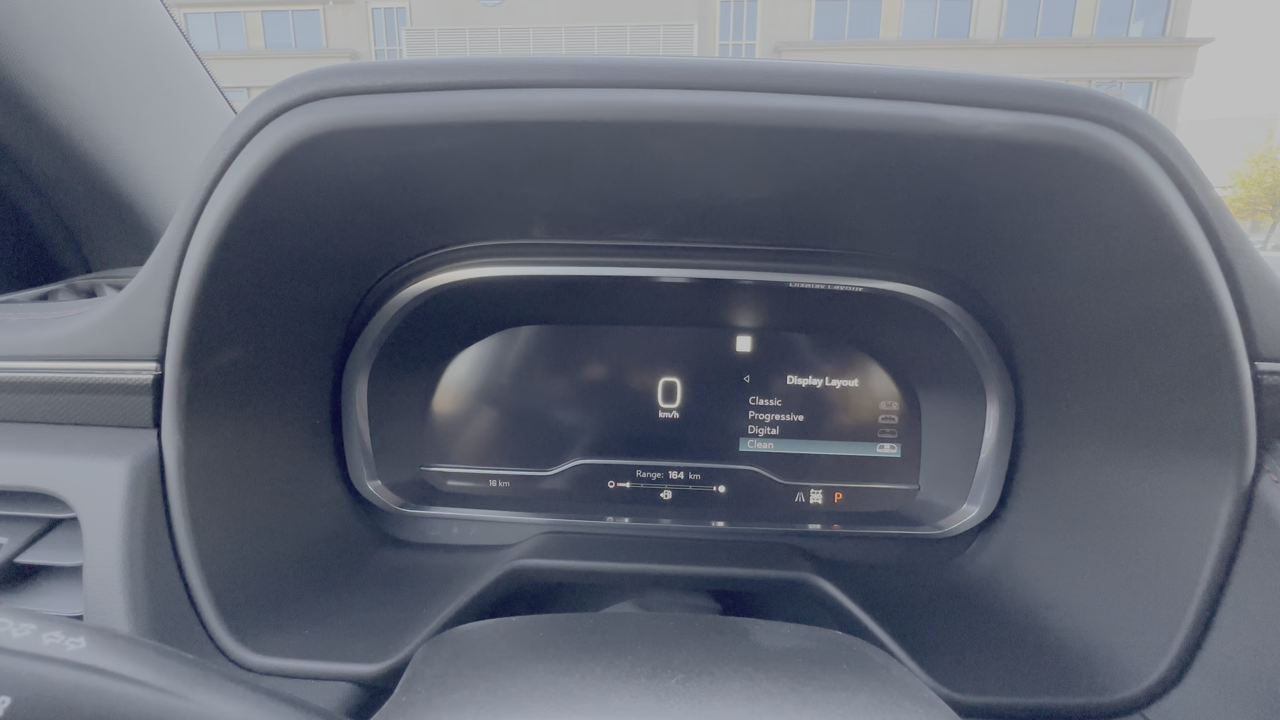 Display Layout
0
km/h
Display Layout
Classic
Progressive
Digital
Clean
Range: 164 km
16 km
P